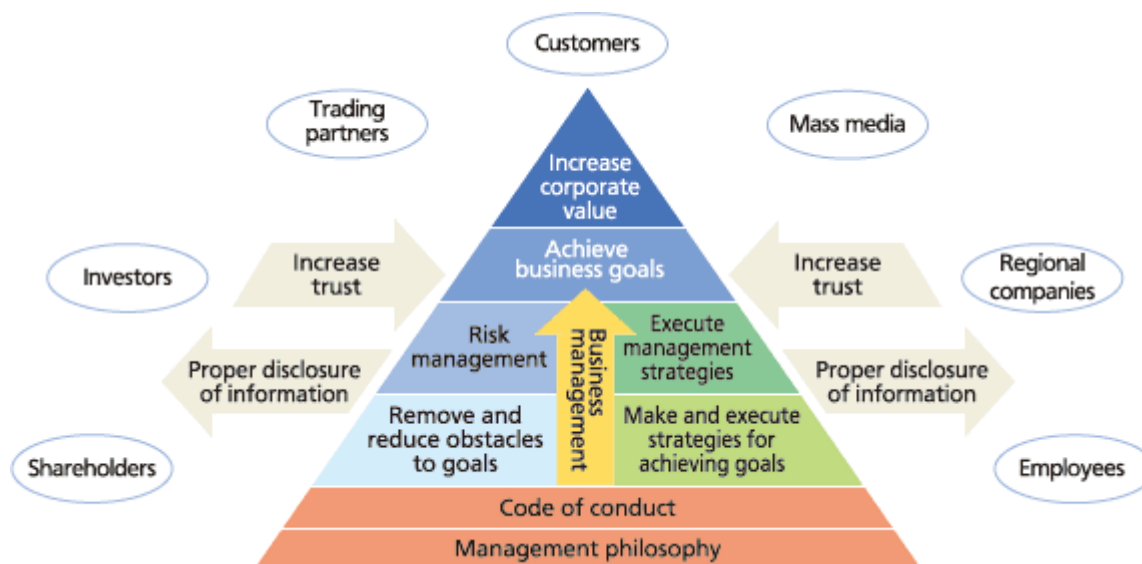 Customers
Trading
partners
Mass media
Increase
corporate
value
Achieve
business goals
Investors
Increase
trust
Increase
trust
Regional
companies
Risk
management
Business
management
Execute
management
strategies
Proper disclosure
of information
Proper disclosure
of information
Remove and
reduce obstacles
to goals
Make and execute
strategies for
achieving goals
Shareholders
Employees
Code of conduct
Management philosophy